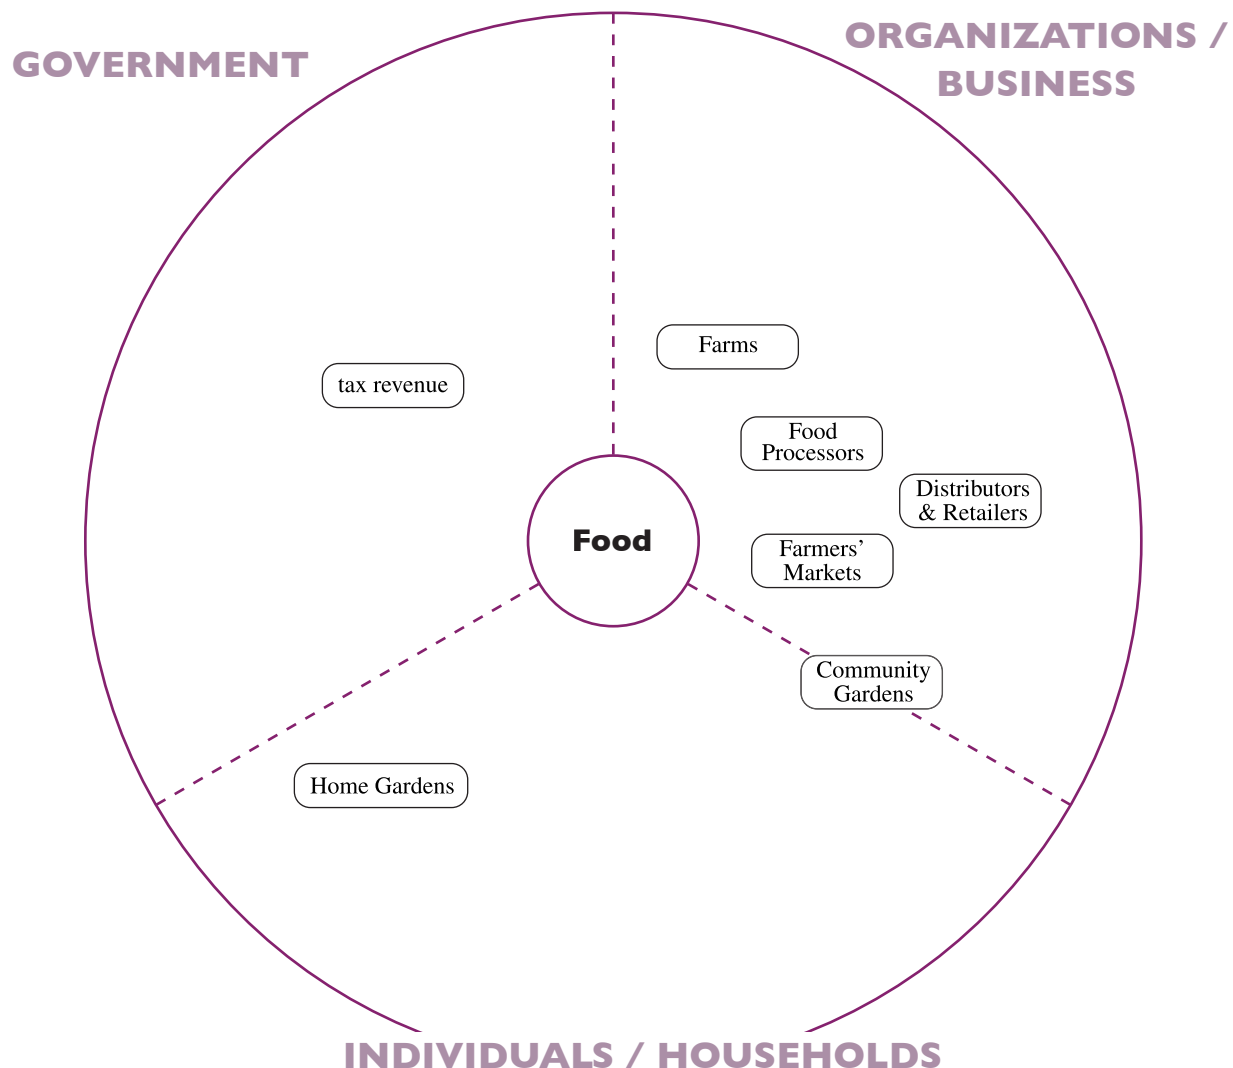 GOVERNMENT
ORGANIZATIONS /
BUSINESS
Farms
tax revenue
Food
Processors
Distributors
& Retailers
Food
Farmers’
Markets
Community
Gardens
Home Gardens
INDIVIDUALS / HOUSEHOLDS